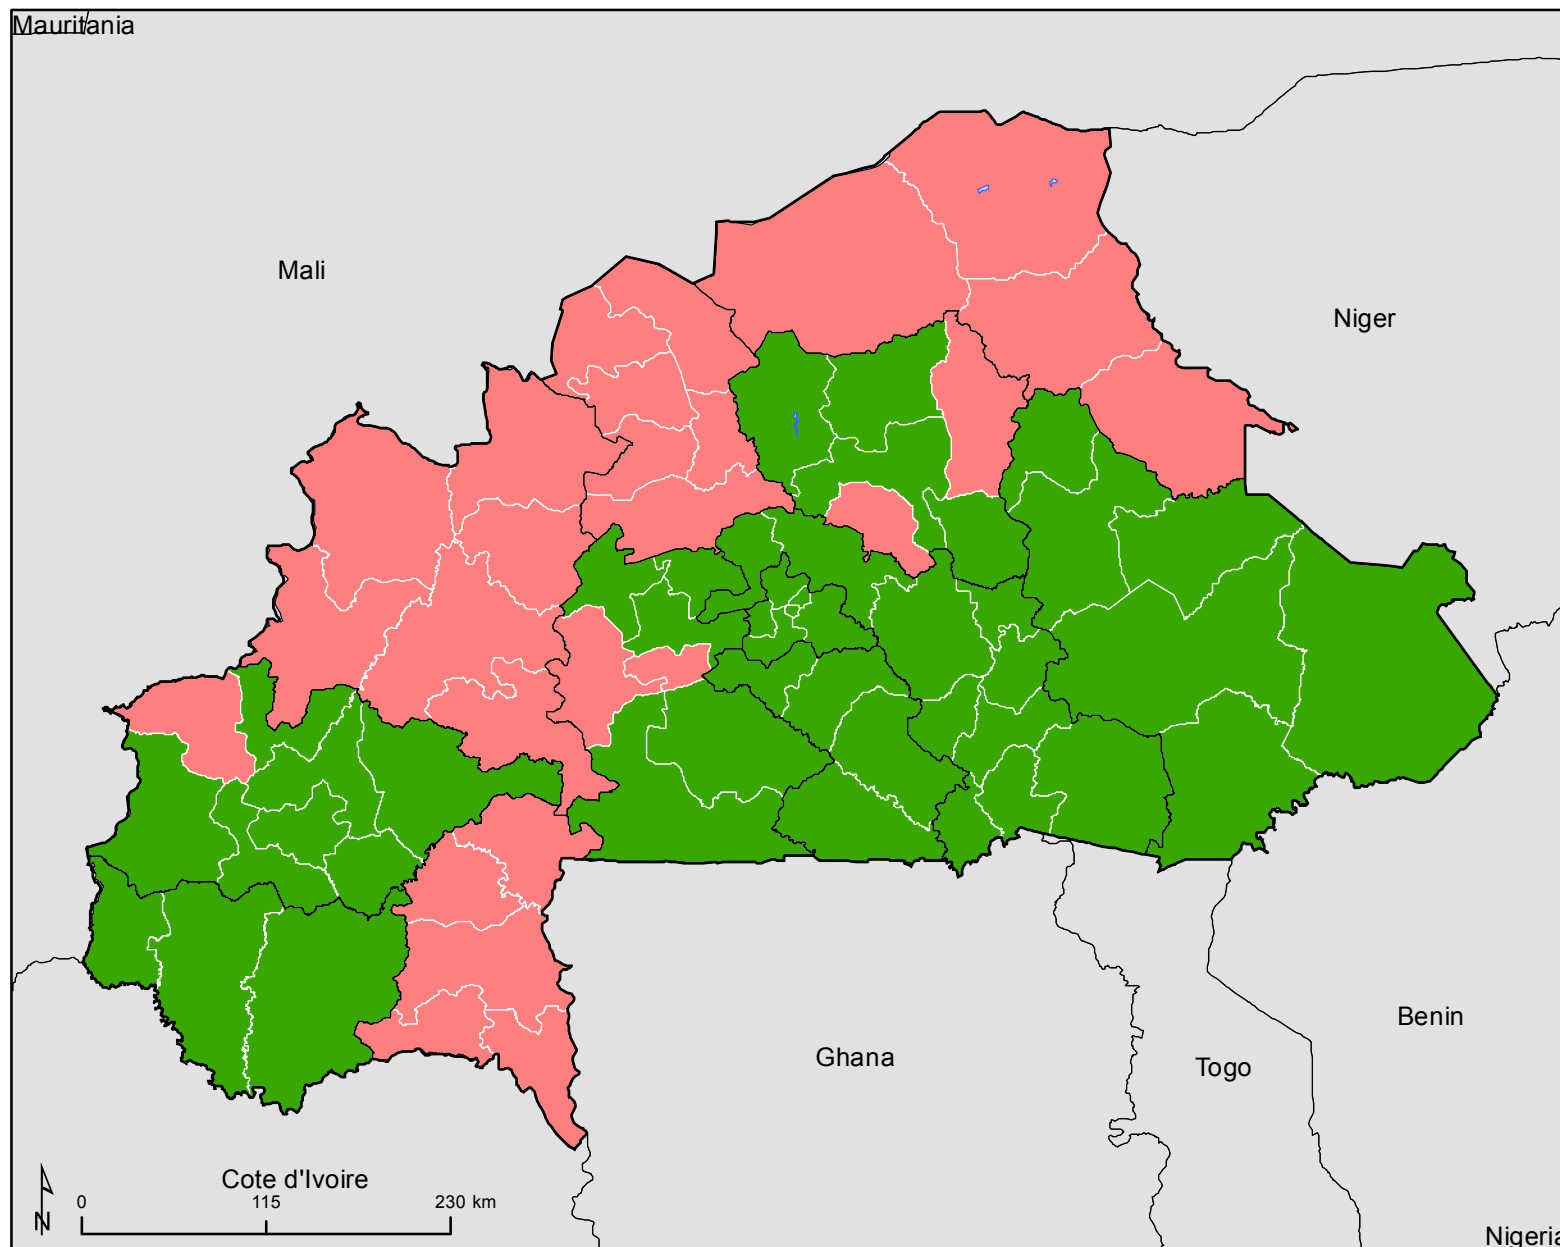 Mauritania
Mali
Niger
Benin
Ghana
Togo
Cote d'Ivoire
0 115 230 km
N
Nigeria